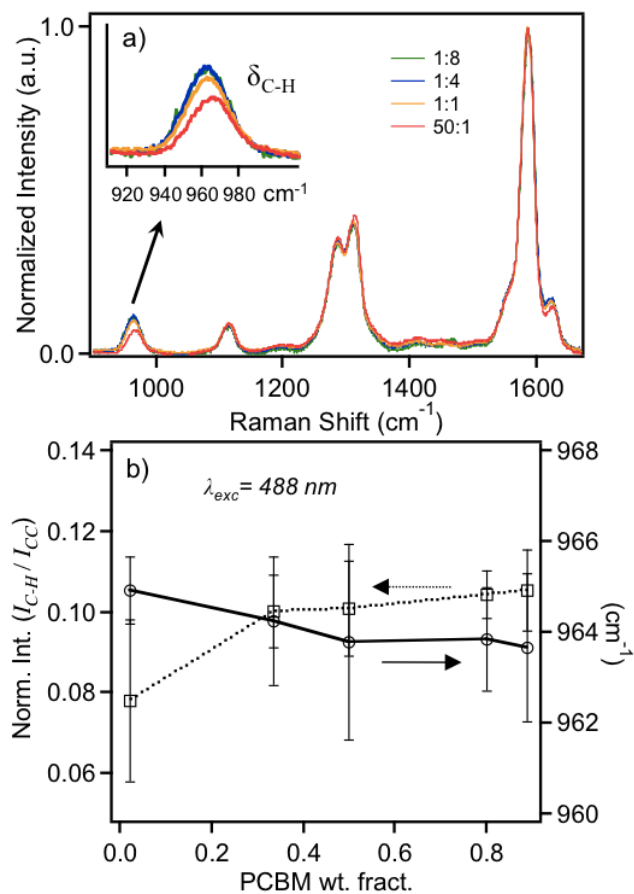 a)
δC-H
1:8
1:4
1:1
50:1
920 940 960 980 cm-1
1.0
0.0
Normalized Intensity (a.u.)
1000 1200 1400 1600
Raman Shift (cm-1)
b)
λexc= 488 nm
0.14
0.12
0.10
0.08
0.06
Norm. Int. (IC-H / ICC)
968
966
964
962
960
(cm-1)
0.0 0.2 0.4 0.6 0.8
PCBM wt. fract.